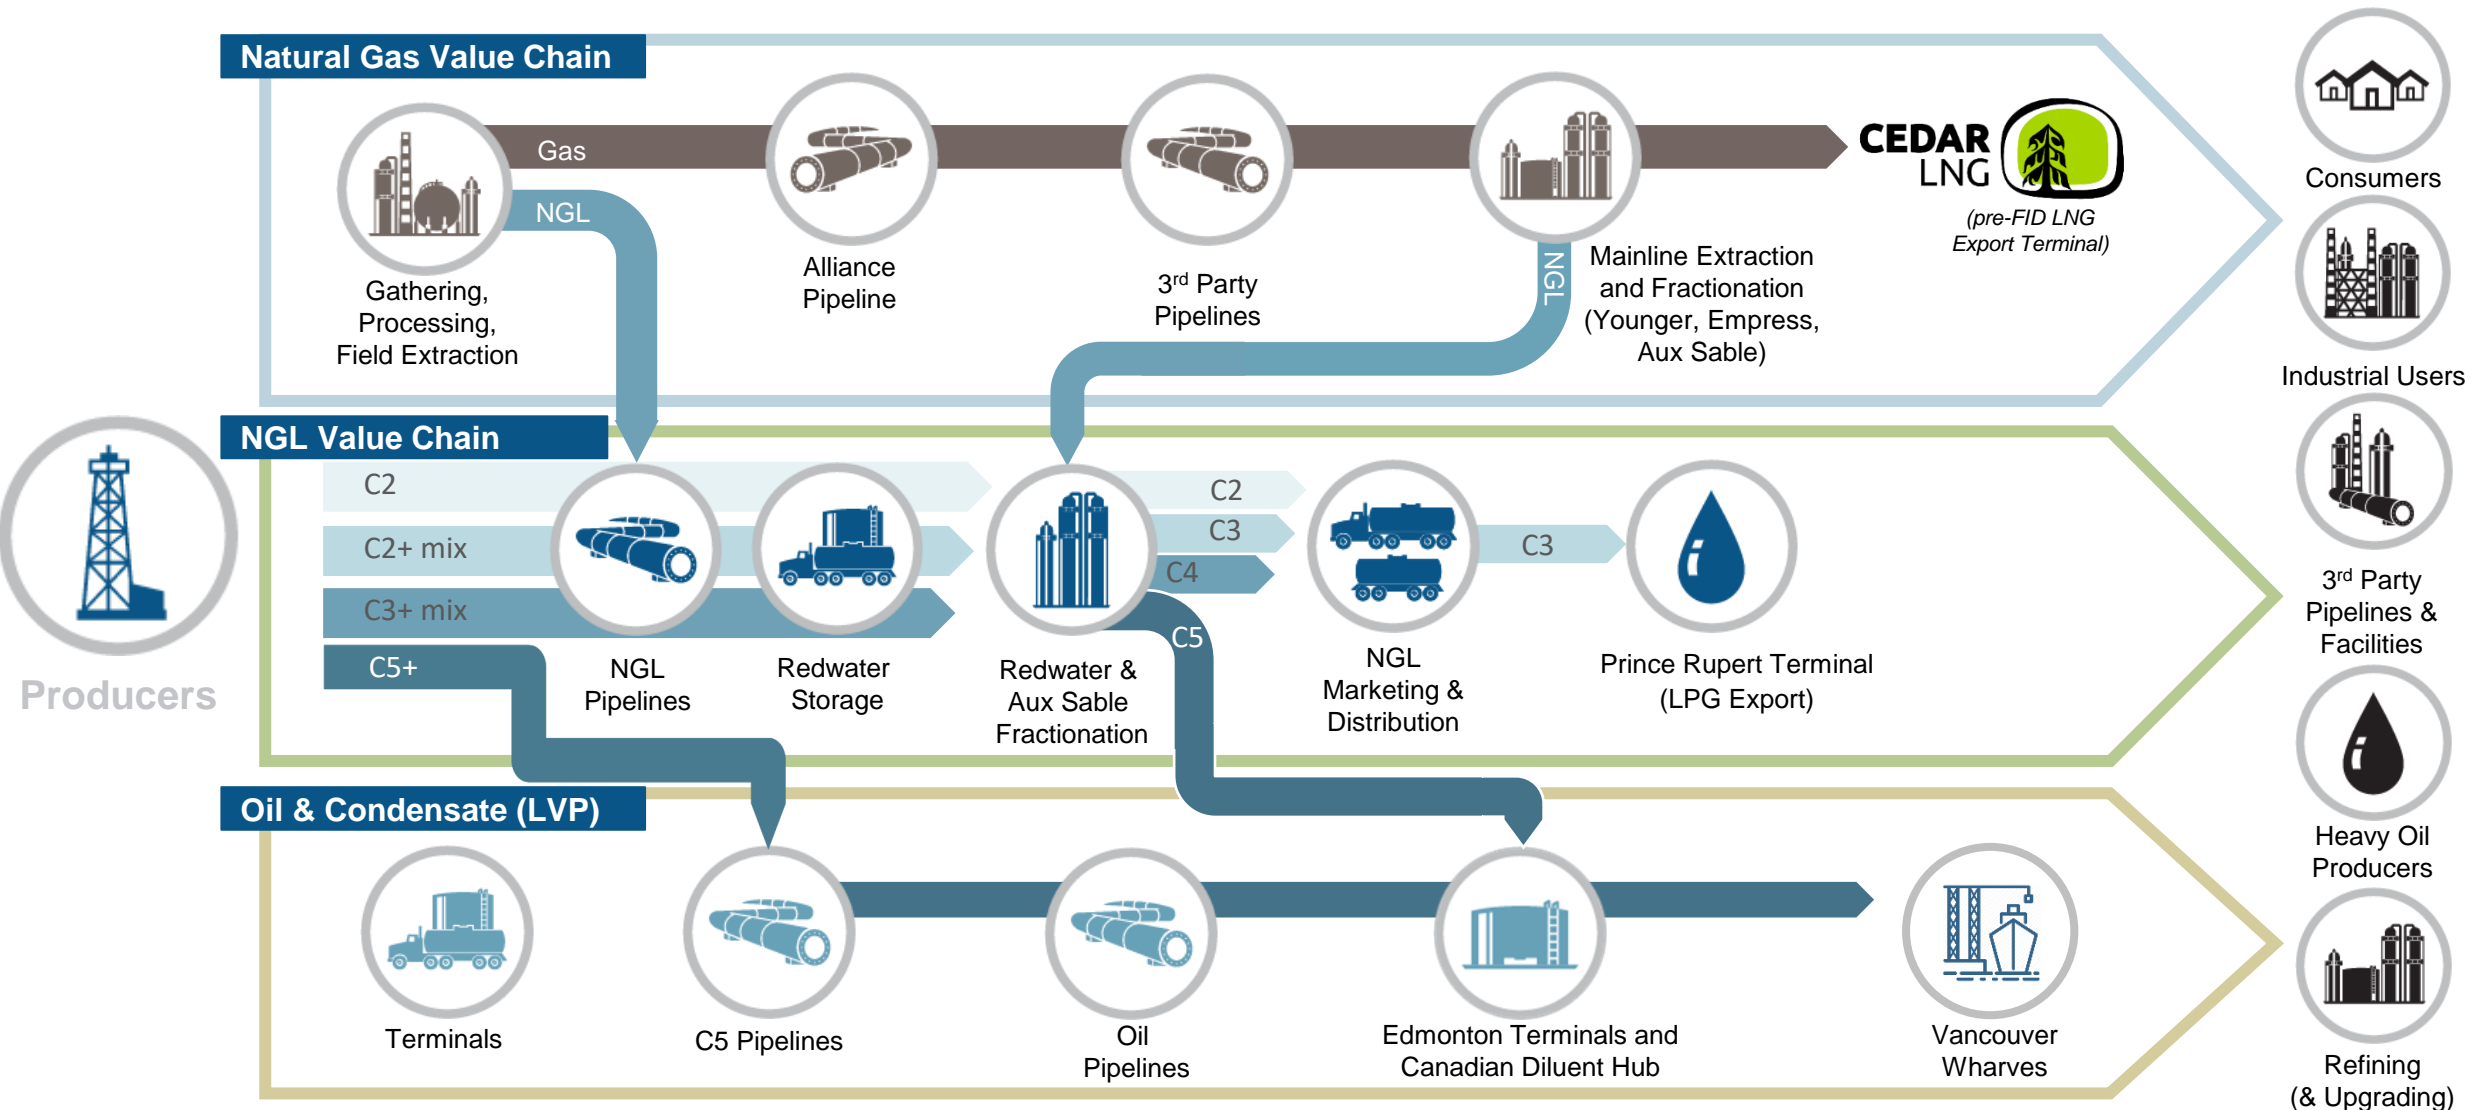 Natural Gas Value Chain
Gas
NGL
Gathering,
Processing,
Field Extraction
Alliance
Pipeline
3rd Party
Pipelines
NGL
Mainline Extraction
and Fractionation
(Younger, Empress,
Aux Sable)
CEDAR
LNG
(pre-FID LNG
Export Terminal)
Producers
NGL Value Chain
C2
C2+ mix
C3+ mix
C5+
NGL
Pipelines
Redwater
Storage
Redwater &
Aux Sable
Fractionation
C2
C3
C4
C5
NGL
Marketing &
Distribution
C3
Prince Rupert Terminal
(LPG Export)
Oil & Condensate (LVP)
Terminals
C5 Pipelines
Oil
Pipelines
Edmonton Terminals and
Canadian Diluent Hub
Vancouver
Wharves
Consumers
Industrial Users
3rd Party
Pipelines &
Facilities
Heavy Oil
Producers
Refining
(& Upgrading)